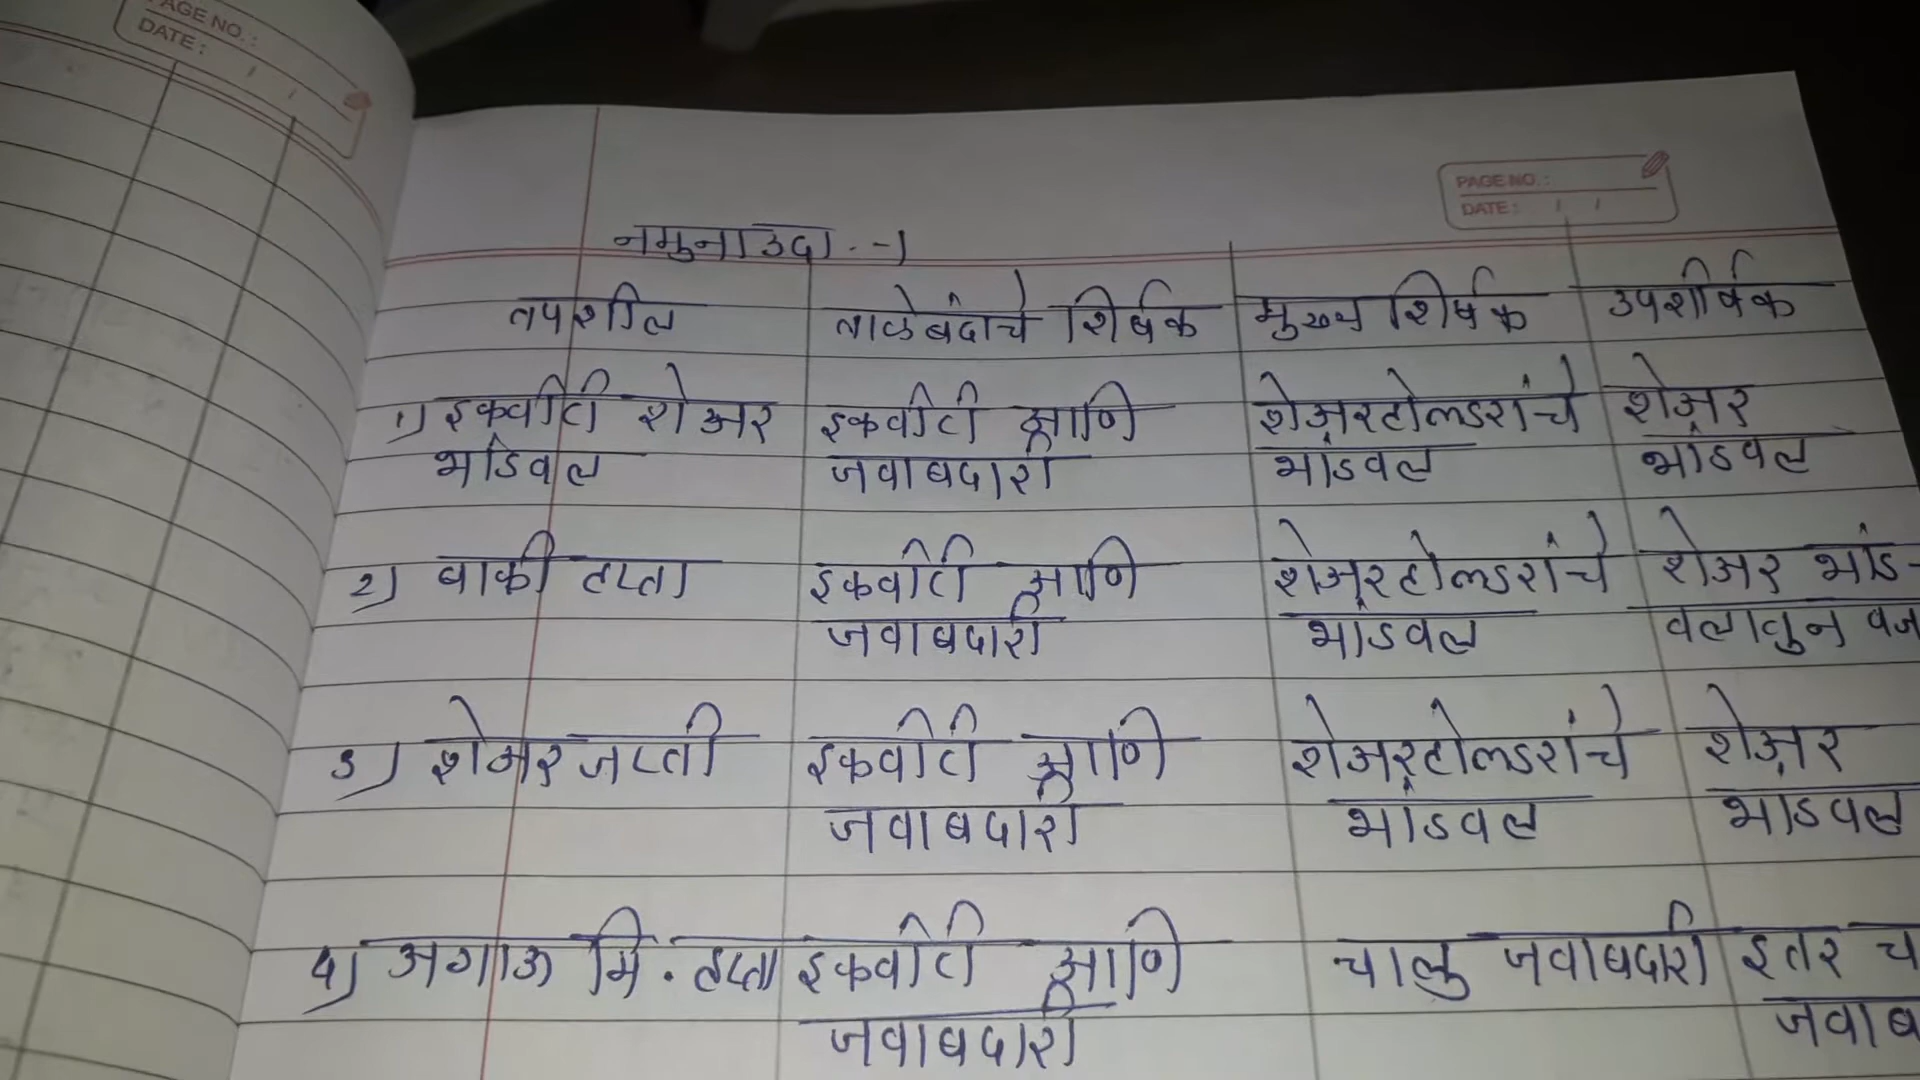 PAGE NO.:
DATE: / /
PAGE NO.:
DATE: / /
नमुना उदा. -1
तपशील ताळेबंदाचे शिर्षक मुख्य शिर्षक उपशीर्षक
1) इक्वीटी शेअर इक्वीटी आणि शेअरहोल्डरांचे शेअर
भांडवल जवाबदारी भांडवल भांडवल
2) बाकी हप्ता इक्वीटी आणि शेअरहोल्डरांचे शेअर भांड-
जवाबदारी भांडवल वलातुन वज
3) शेअर जप्ती इक्वीटी आणि शेअरहोल्डरांचे शेअर
जवाबदारी भांडवल भांडवल
4) अगाऊ मि. हप्ता इक्वीटी आणि चालु जवाबदारी इतर च
जवाबदारी जवाब